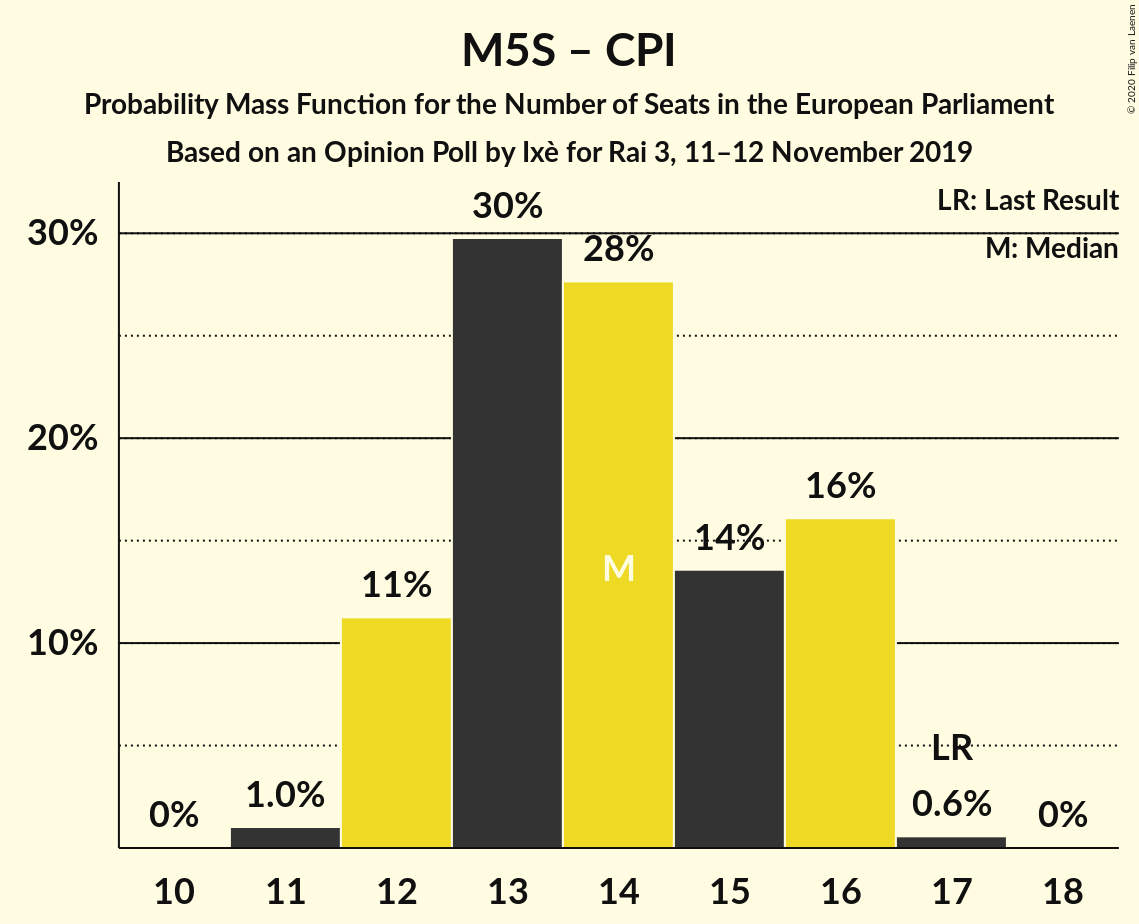 M5S – CPI
Probability Mass Function for the Number of Seats in the European Parliament
Based on an Opinion Poll by Ixè for Rai 3, 11–12 November 2019
© 2020 Filip van Laenen
LR: Last Result
M: Median
30%
20%
10%
0%
1.0%
11%
30%
28%
M
14%
16%
LR
0.6%
0%
10 11 12 13 14 15 16 17 18